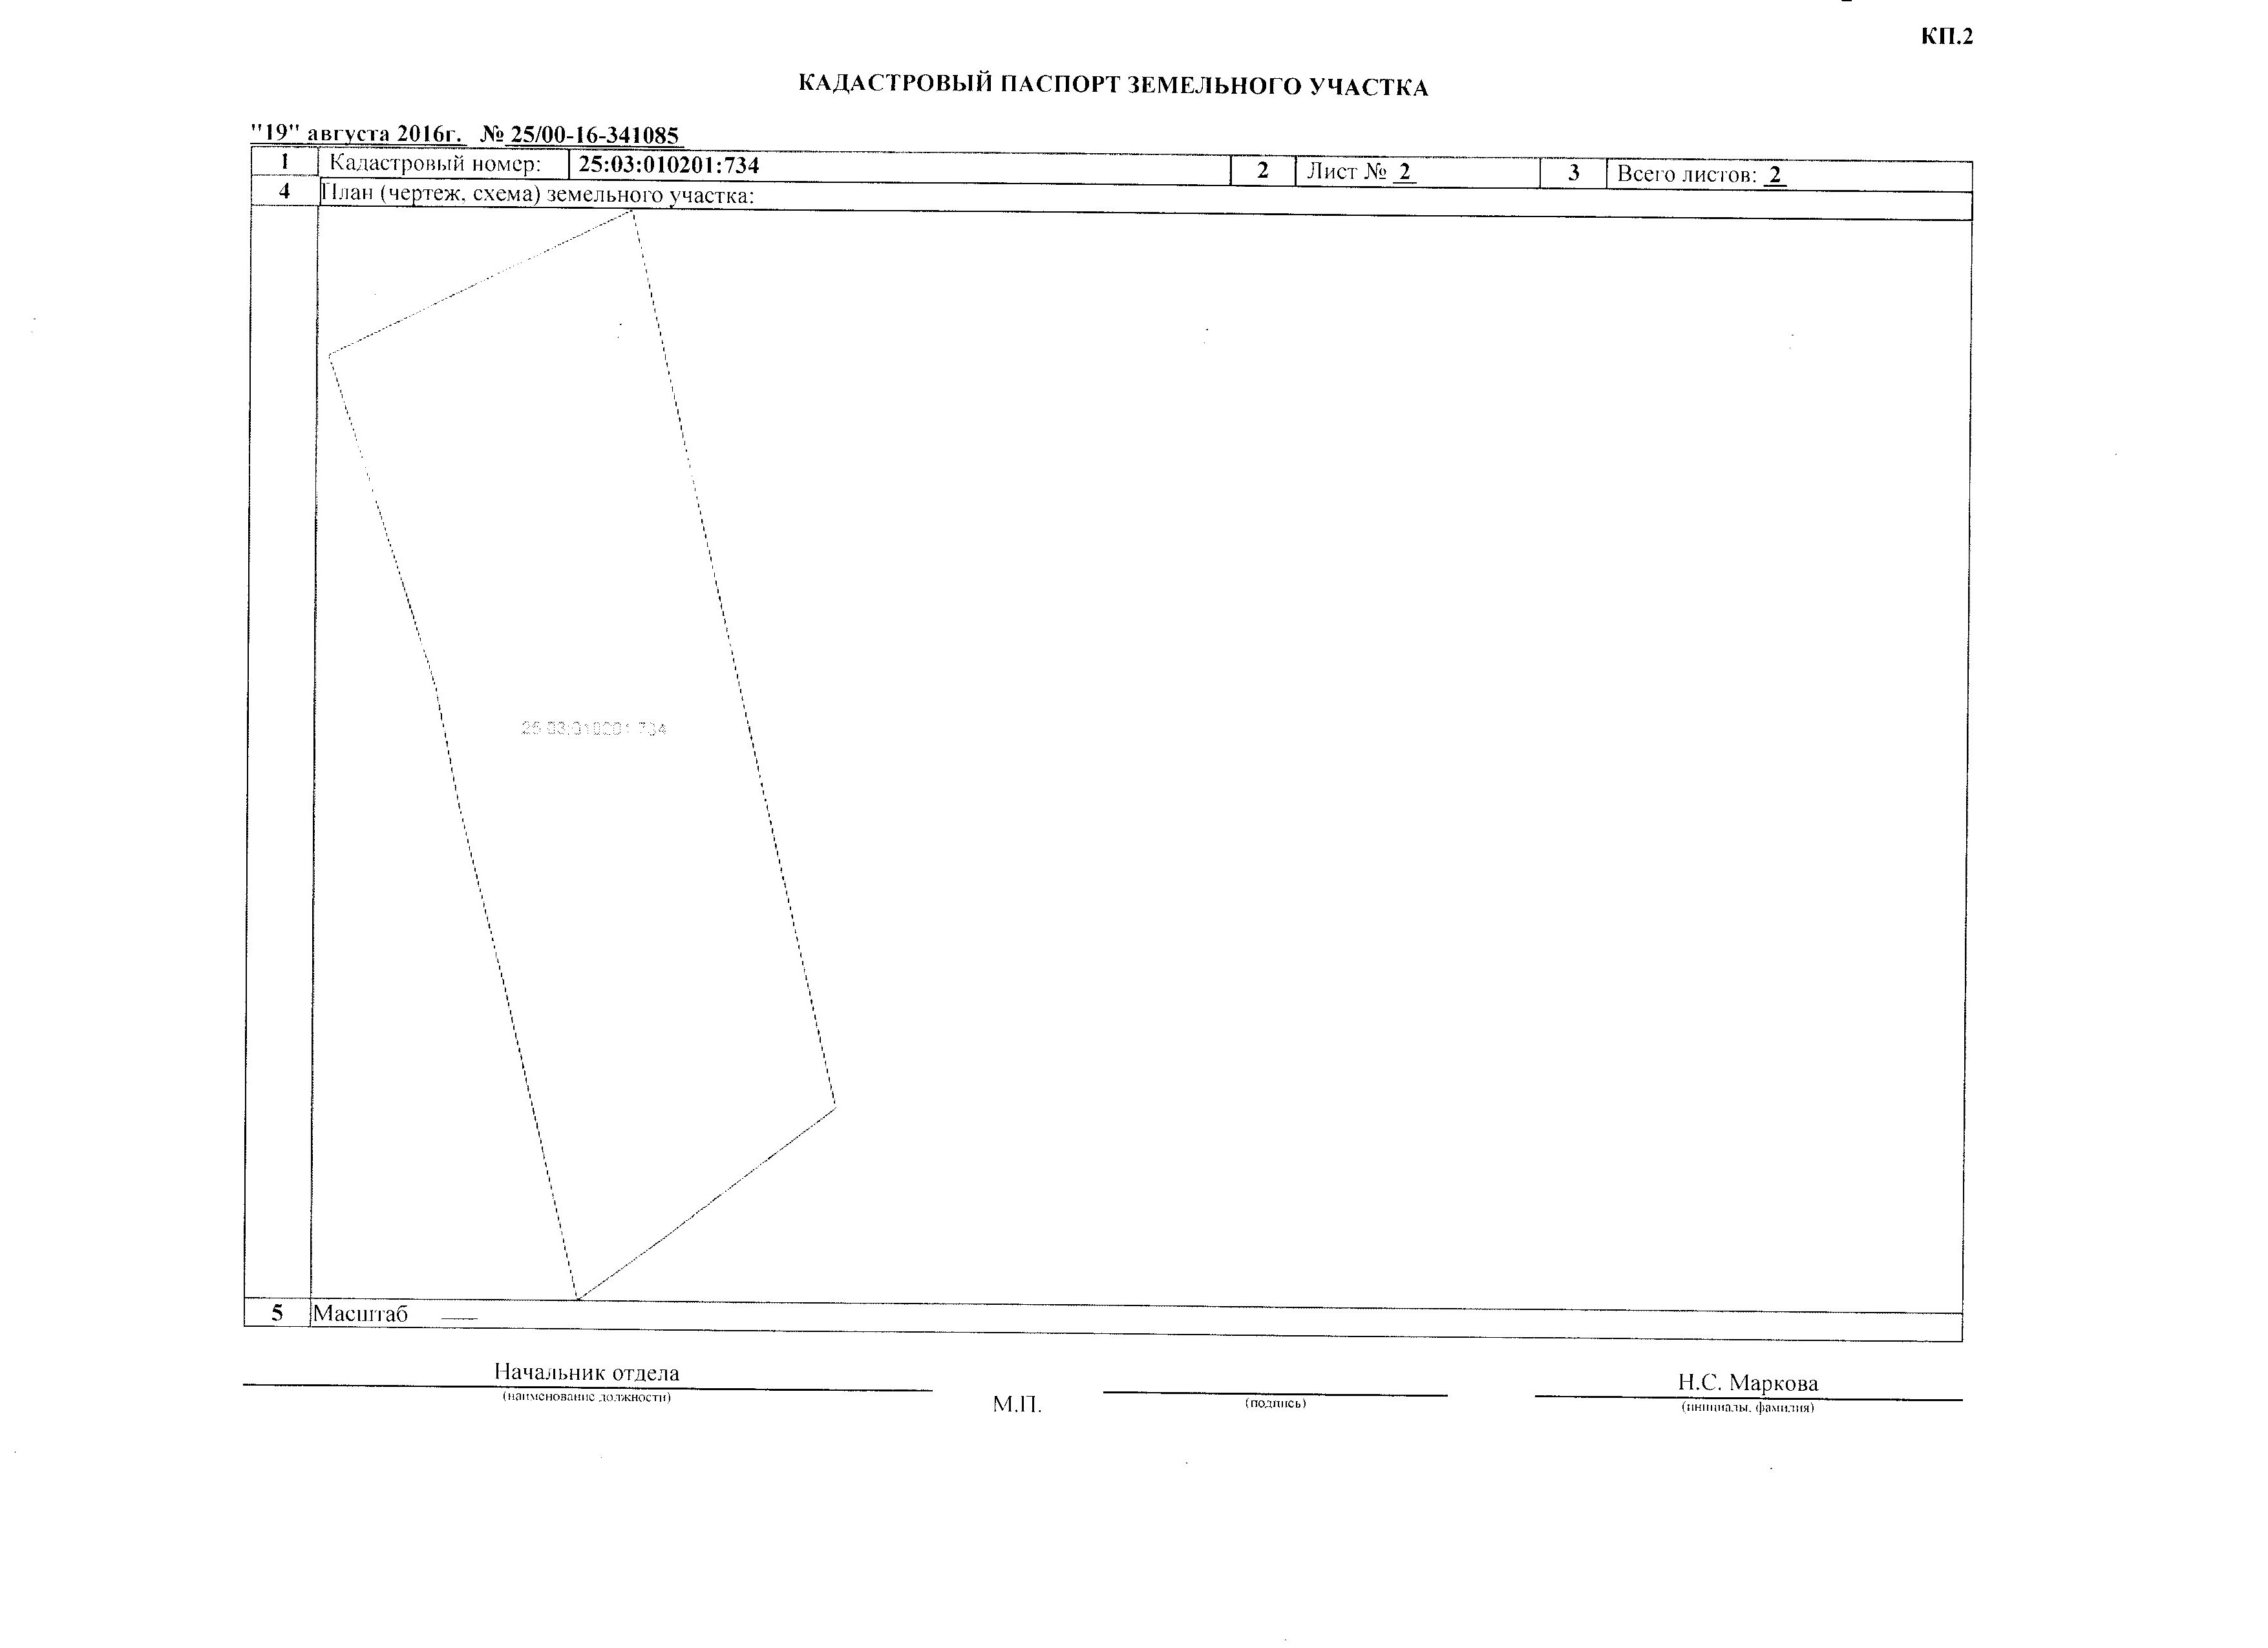 КП.2
КАДАСТРОВЫЙ ПАСПОРТ ЗЕМЕЛЬНОГО УЧАСТКА
"19" августа 2016г. № 25/00-16-341085
1 Кадастровый номер: 25:03:010201:734 2 Лист № 2 3 Всего листов: 2
4 План (чертеж, схема) земельного участка:
25:03:010201:734
5 Масштаб
Начальник отдела
(наименование должности)
М.П.
(подпись)
Н.С. Маркова
(инициалы, фамилия)